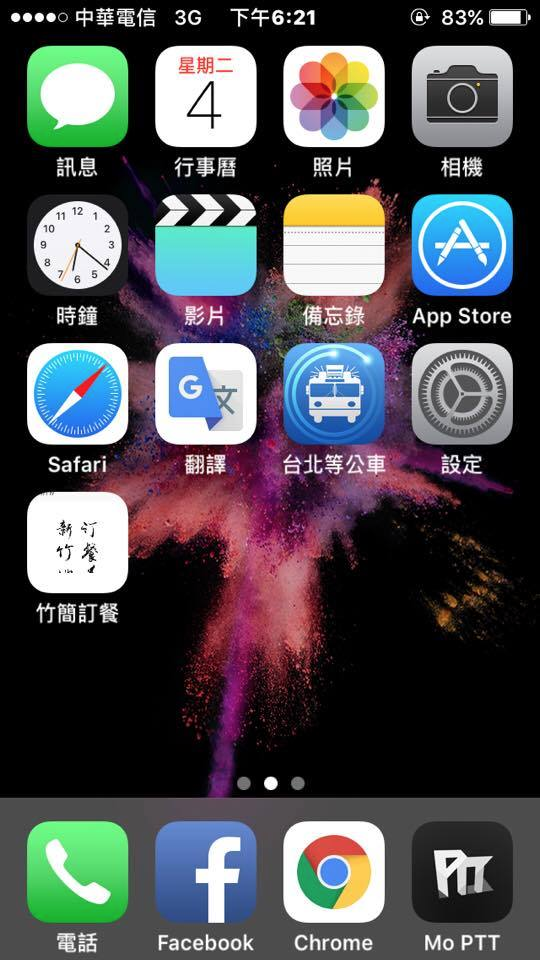 中華電信 3G 下午6:21 83%
星期二
4
訊息 行事曆 照片 相機
12
11 1
10 2
9 3
8 4
7 5
6
時鐘 影片 備忘錄 App Store
G 文
Safari 翻譯 台北等公車 設定
新 訂
竹 餐
竹簡訂餐
f PTT
電話 Facebook Chrome Mo PTT